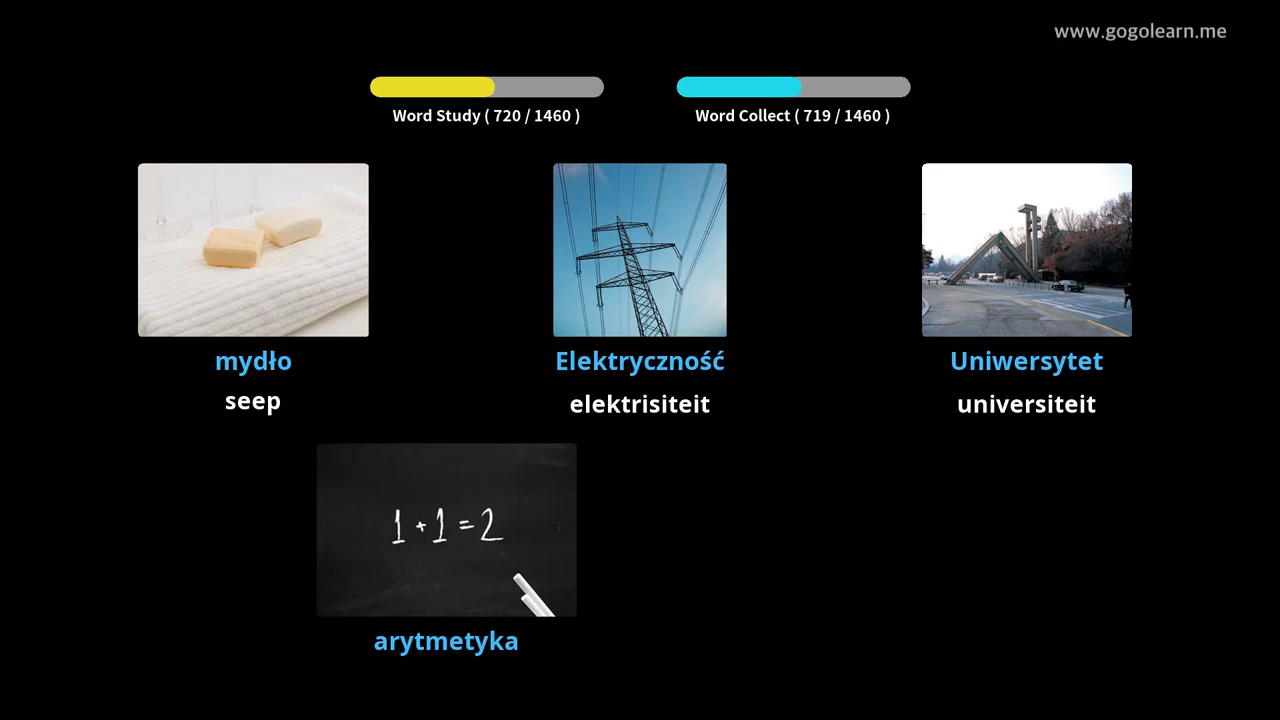 www.gogolearn.me
Word Study ( 720 / 1460 )
Word Collect ( 719 / 1460 )
mydło
Elektryczność
Uniwersytet
seep
elektrisiteit
universiteit
1 + 1 = 2
arytmetyka